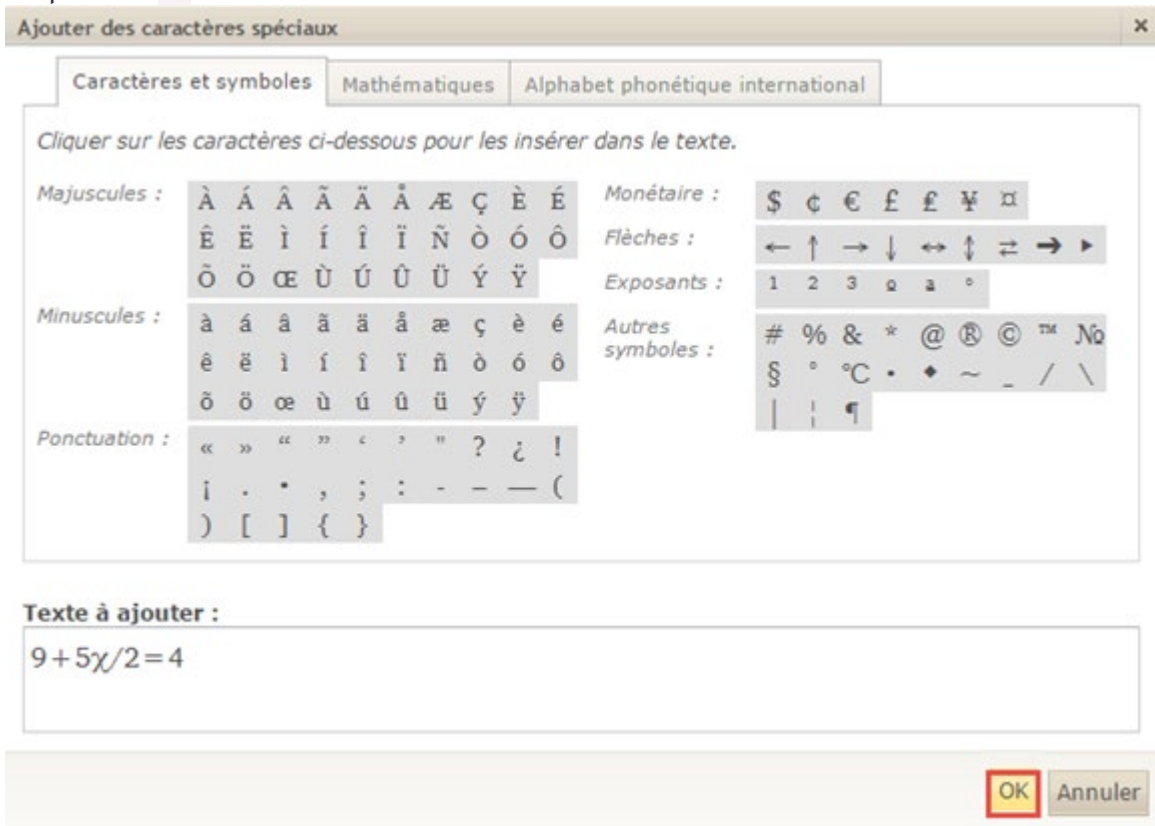 Ajouter des caractères spéciaux ×
Caractères et symboles Mathématiques Alphabet phonétique international
Cliquer sur les caractères ci-dessous pour les insérer dans le texte.
Majuscules :
À Á Â Ã Ä Å Æ Ç È É
Ê Ë Ì Í Î Ï Ñ Ò Ó Ô
Õ Ö Œ Ù Ú Û Ü Ý Ÿ
Minuscules :
à á â ã ä å æ ç è é
ê ë ì í î ï ñ ò ó ô
õ ö œ ù ú û ü ý ÿ
Ponctuation :
« » “ ” ‘ ’ " ? ¿ !
¡ . • , ; : - – — (
) [ ] { }
Monétaire :
$ ¢ € £ ₤ ¥ ¤
Flèches :
← ↑ → ↓ ↔ ↕ ⇄ ➔ ►
Exposants :
¹ ² ³ º ª °
Autres
symboles :
# % & * @ ® © ™ №
§ ° ℃ • ◆ ~ _ / \
| ¦ ¶
Texte à ajouter :
9+5χ/2=4
OK Annuler